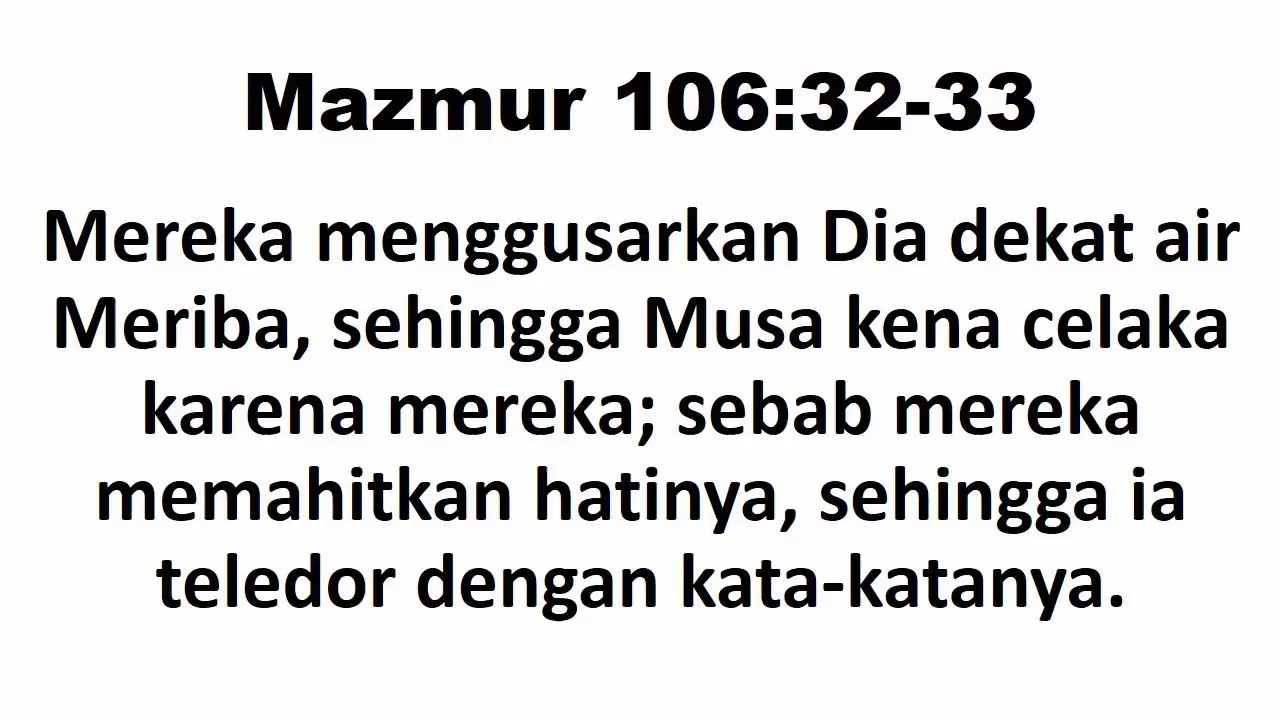 Mazmur 106:32-33
Mereka menggusarkan Dia dekat air
Meriba, sehingga Musa kena celaka
karena mereka; sebab mereka
memahitkan hatinya, sehingga ia
teledor dengan kata-katanya.